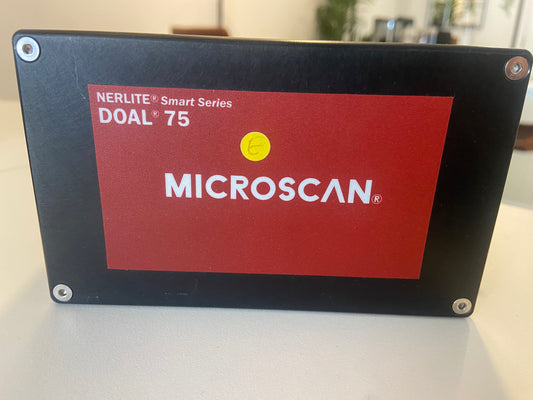 NERLITE® Smart Series
DOAL® 75
E
MICROSCAN®